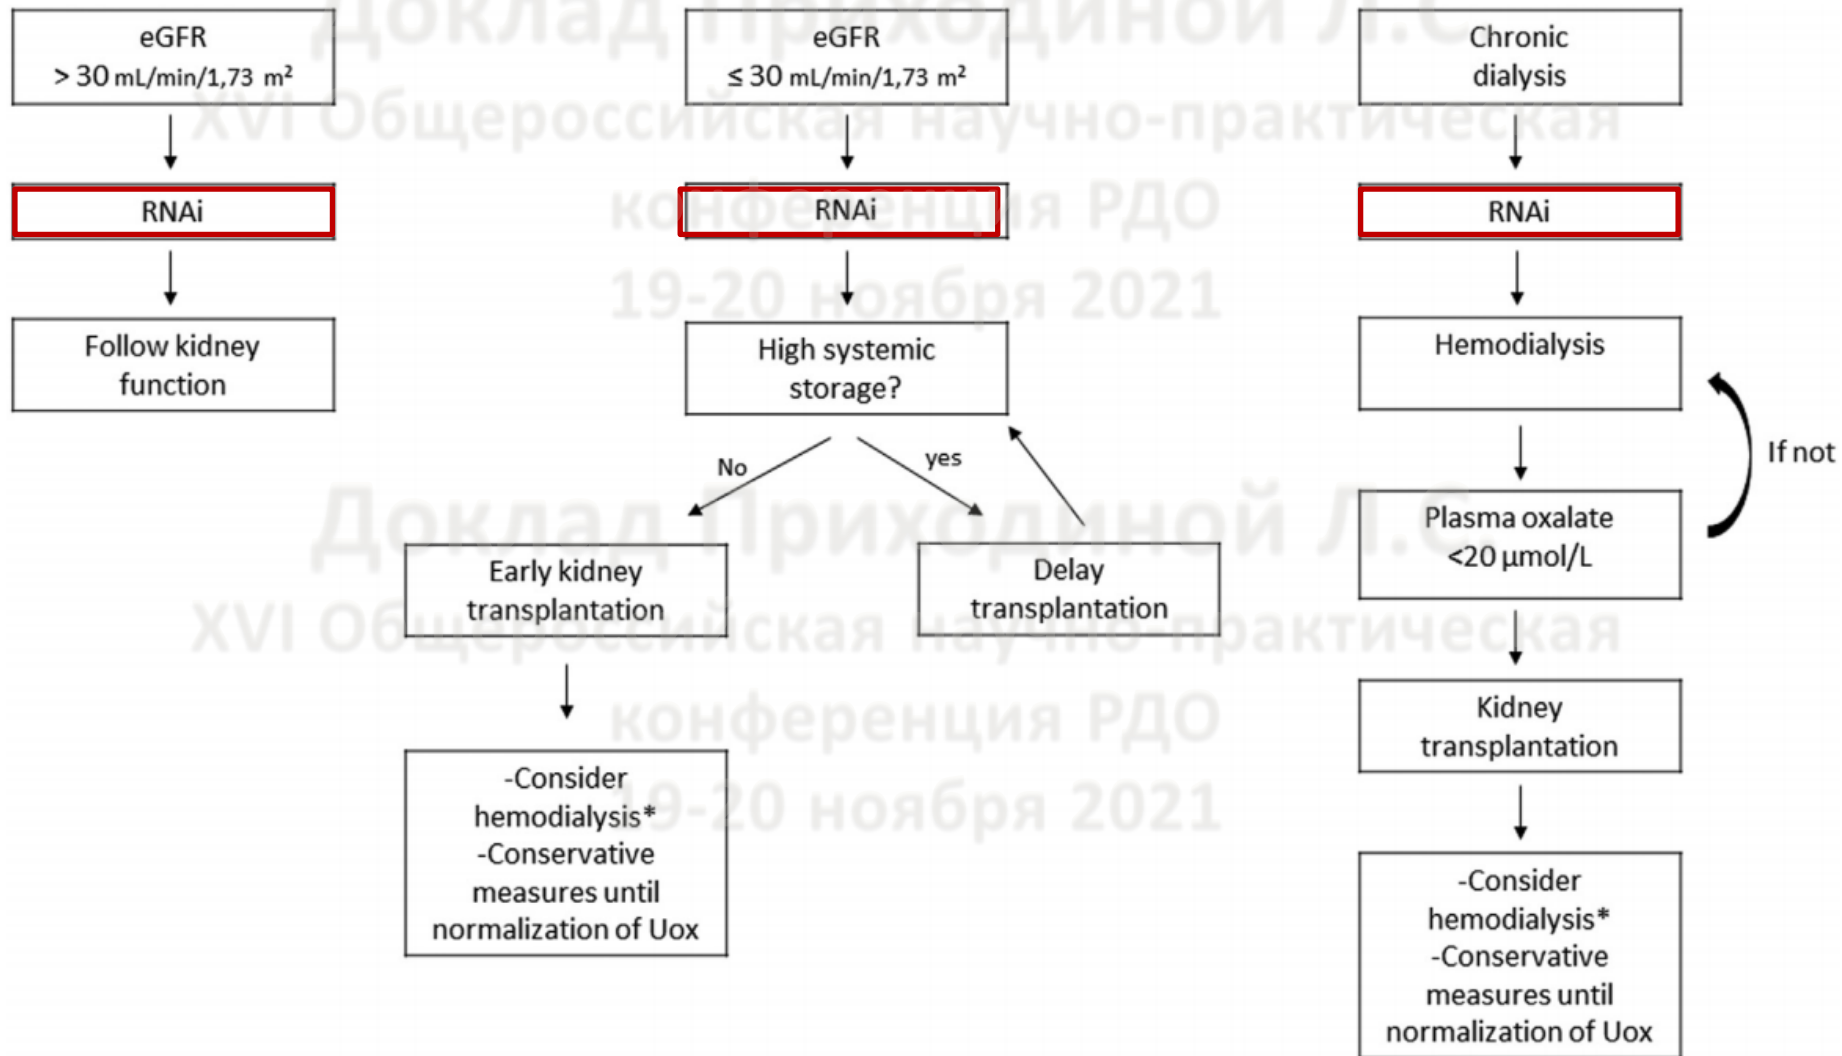 eGFR
> 30 mL/min/1,73 m²
RNAi
Follow kidney
function
eGFR
≤ 30 mL/min/1,73 m²
RNAi
High systemic
storage?
No
yes
Early kidney
transplantation
Delay
transplantation
-Consider
hemodialysis*
-Conservative
measures until
normalization of Uox
Chronic
dialysis
RNAi
Hemodialysis
If not
Plasma oxalate
<20 µmol/L
Kidney
transplantation
-Consider
hemodialysis*
-Conservative
measures until
normalization of Uox
Доклад Приходиной Л.С.
XVI Общероссийская научно-практическая
конференция РДО
19-20 ноября 2021
Доклад Приходиной Л.С.
XVI Общероссийская научно-практическая
конференция РДО
19-20 ноября 2021